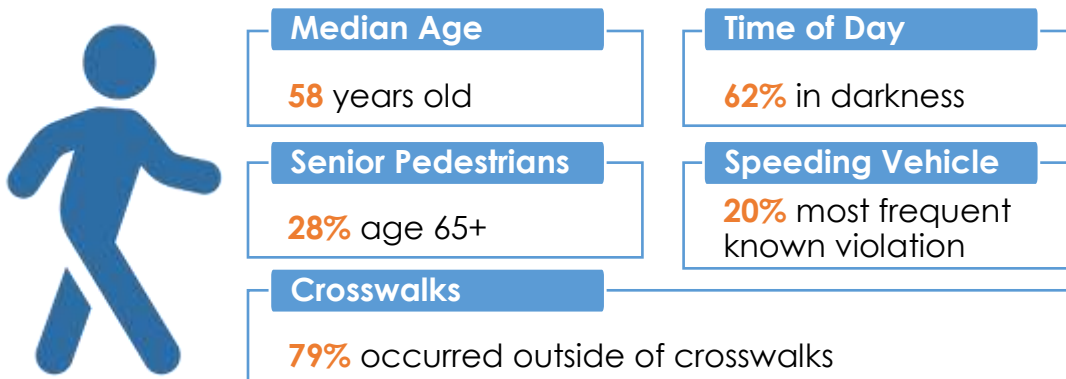 Median Age
58 years old
Time of Day
62% in darkness
Senior Pedestrians
28% age 65+
Speeding Vehicle
20% most frequent
known violation
Crosswalks
79% occurred outside of crosswalks